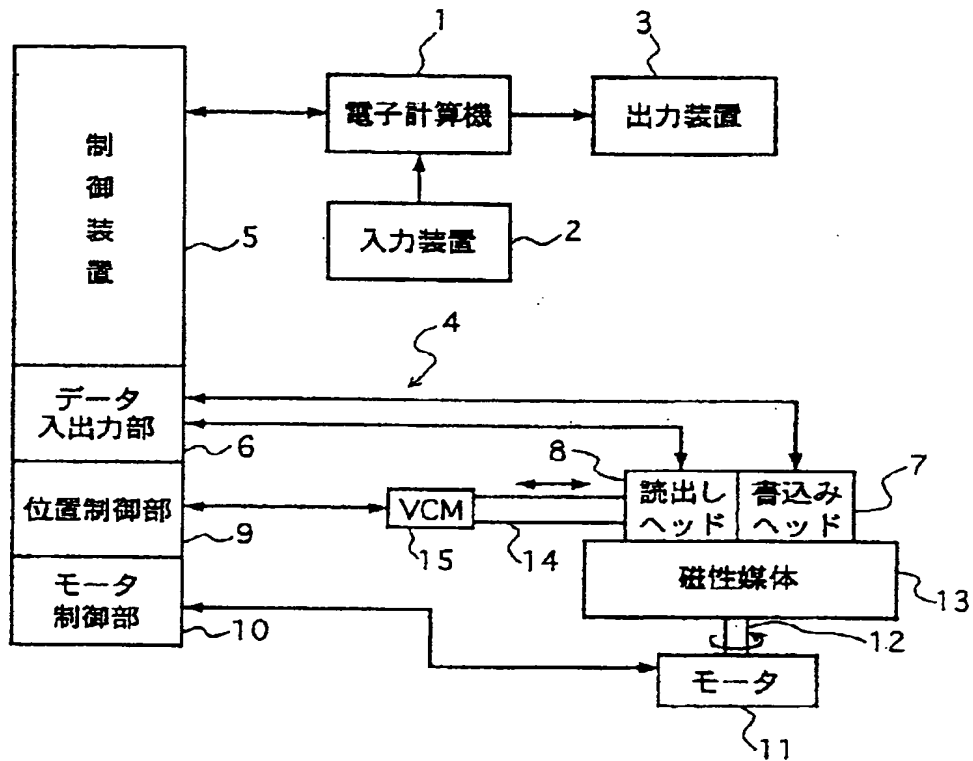 1
電子計算機
3
出力装置
制御装置
5
入力装置
2
4
データ
入出力部
6
8
読出し
ヘッド
書込み
ヘッド
7
位置制御部
9
VCM
15
14
磁性媒体
13
モータ
制御部
10
12
モータ
11